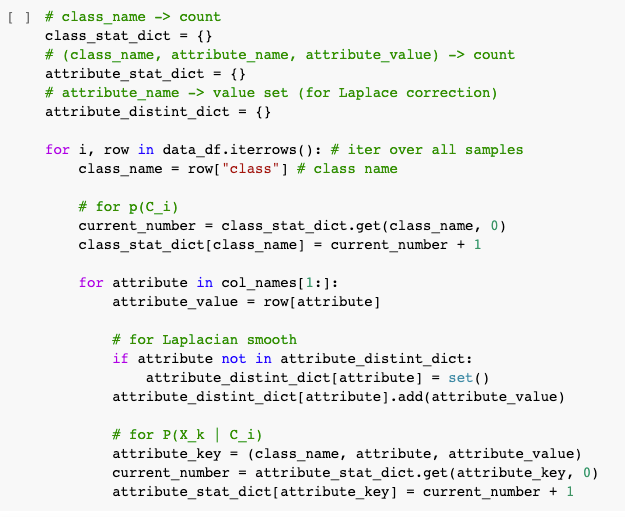 [ ] # class_name -> count
class_stat_dict = {}
# (class_name, attribute_name, attribute_value) -> count
attribute_stat_dict = {}
# attribute_name -> value set (for Laplace correction)
attribute_distint_dict = {}

for i, row in data_df.iterrows(): # iter over all samples
    class_name = row["class"] # class name

    # for p(C_i)
    current_number = class_stat_dict.get(class_name, 0)
    class_stat_dict[class_name] = current_number + 1

    for attribute in col_names[1:]:
        attribute_value = row[attribute]

        # for Laplacian smooth
        if attribute not in attribute_distint_dict:
            attribute_distint_dict[attribute] = set()
        attribute_distint_dict[attribute].add(attribute_value)

        # for P(X_k | C_i)
        attribute_key = (class_name, attribute, attribute_value)
        current_number = attribute_stat_dict.get(attribute_key, 0)
        attribute_stat_dict[attribute_key] = current_number + 1